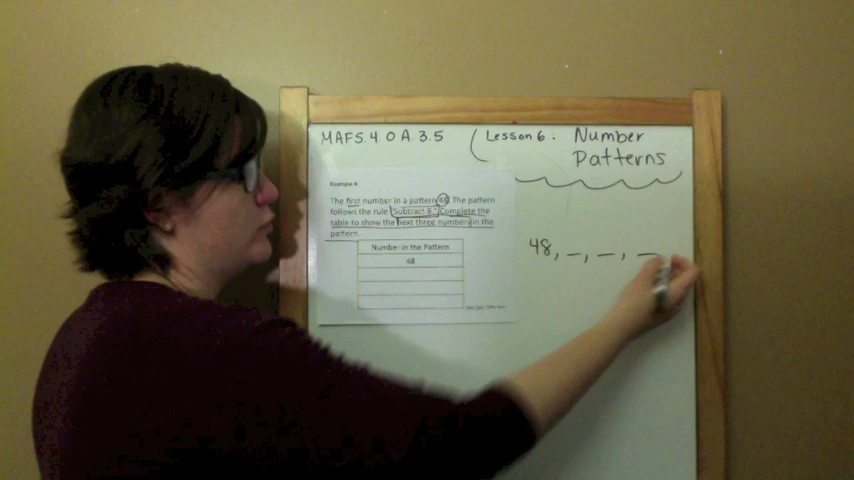 MAFS.4.OA.3.5
Lesson 6: Number
Patterns
Example 4:
The first number in a pattern 48. The pattern
follows the rule "Subtract 8." Complete the
table to show the next three numbers in the
pattern.
Number in the Pattern
48
48, _, _, _